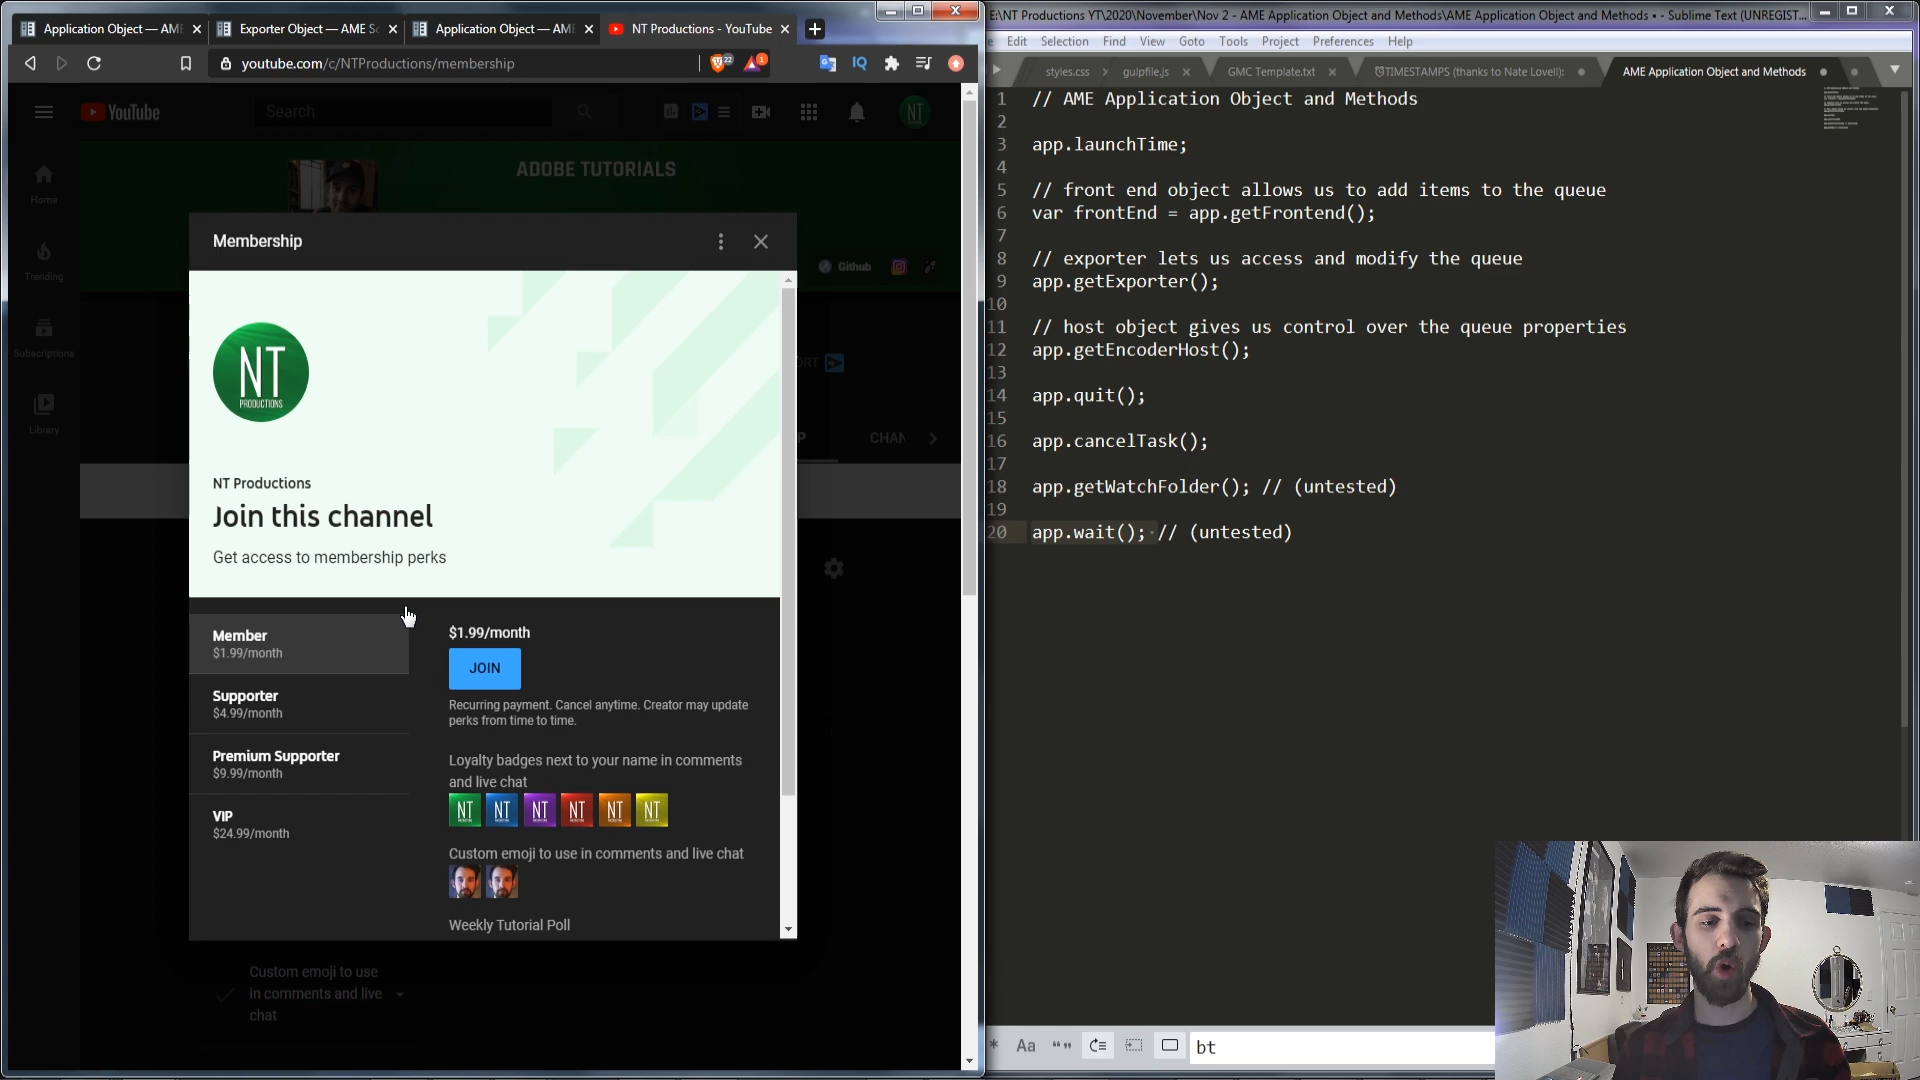 Application Object — AME
Exporter Object — AME Sc
Application Object — AME
NT Productions - YouTube
youtube.com/c/NTProductions/membership
22
1
IQ
YouTube
Search
NT
Home
Trending
Subscriptions
Library
ADOBE TUTORIALS
Github
CHAN
Membership
NT
PRODUCTIONS
NT Productions
Join this channel
Get access to membership perks
Member
$1.99/month
Supporter
$4.99/month
Premium Supporter
$9.99/month
VIP
$24.99/month
$1.99/month
JOIN
Recurring payment. Cancel anytime. Creator may update
perks from time to time.
Loyalty badges next to your name in comments
and live chat
NT NT NT NT NT NT
Custom emoji to use in comments and live chat
Weekly Tutorial Poll
Custom emoji to use
in comments and live
chat
E:\NT Productions YT\2020\November\Nov 2 - AME Application Object and Methods\AME Application Object and Methods • - Sublime Text (UNREGIST...
Edit Selection Find View Goto Tools Project Preferences Help
styles.css
gulpfile.js
GMC Template.txt
TIMESTAMPS (thanks to Nate Lovell):
AME Application Object and Methods
1 // AME Application Object and Methods
2
3 app.launchTime;
4
5 // front end object allows us to add items to the queue
6 var frontEnd = app.getFrontend();
7
8 // exporter lets us access and modify the queue
9 app.getExporter();
10
11 // host object gives us control over the queue properties
12 app.getEncoderHost();
13
14 app.quit();
15
16 app.cancelTask();
17
18 app.getWatchFolder(); // (untested)
19
20 app.wait(); // (untested)
Aa
bt